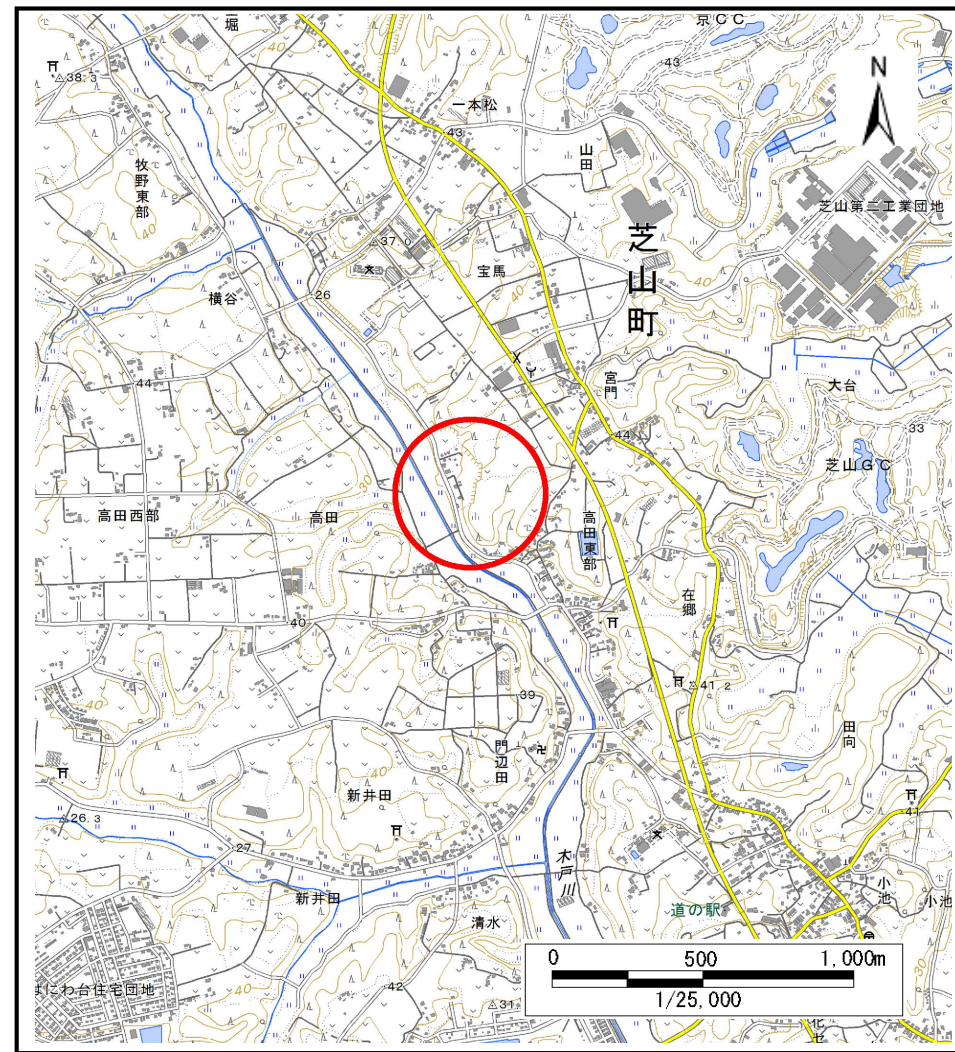 堀
京CC
43
N
38.3
一本松
43
山田
牧野東部
40
芝山第二工業団地
芝山町
37.0
宝馬
40
横谷
26
宮門
大台
44
33
44
芝山GC
高田西部
高田
高田東部
在郷
40
41.2
39
田向
門辺田
新井田
26.3
27
41
木戸川
新井田
小池
小池
道の駅
清水
はにわ台住宅団地
42
31
0 500 1,000m
1/25,000